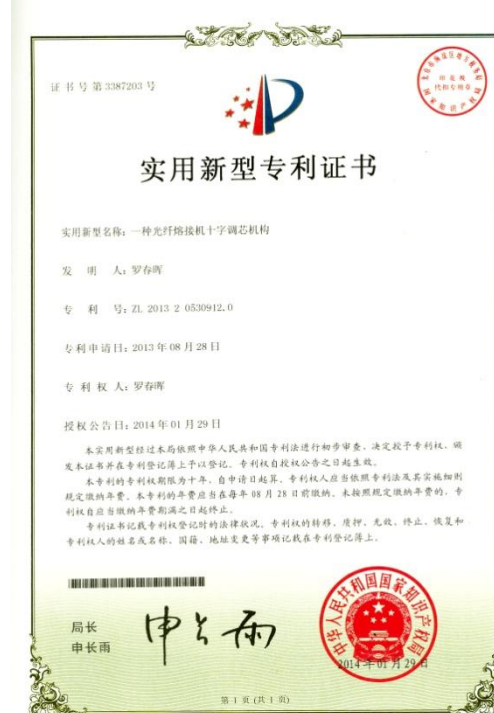 证书号第3387203号
印花税
代扣专用章
实用新型专利证书
实用新型名称：一种光纤熔接机十字调芯机构
发明人：罗春晖
专利号：ZL 2013 2 0530912.0
专利申请日：2013年08月28日
专利权人：罗春晖
授权公告日：2014年01月29日
本实用新型经过本局依照中华人民共和国专利法进行初步审查，决定授予专利权，颁
发本证书并在专利登记簿上予以登记。专利权自授权公告之日起生效。
本专利的专利权期限为十年，自申请日起算。专利权人应当依照专利法及其实施细则
规定缴纳年费。本专利的年费应当在每年08月28日前缴纳。未按照规定缴纳年费的，专
利权自应当缴纳年费期满之日起终止。
专利证书记载专利权登记时的法律状况。专利权的转移、质押、无效、终止、恢复和
专利权人的姓名或名称、国籍、地址变更等事项记载在专利登记簿上。
局长
申长雨
申长雨
中华人民共和国国家知识产权局
2014年01月29日
第1页(共1页)